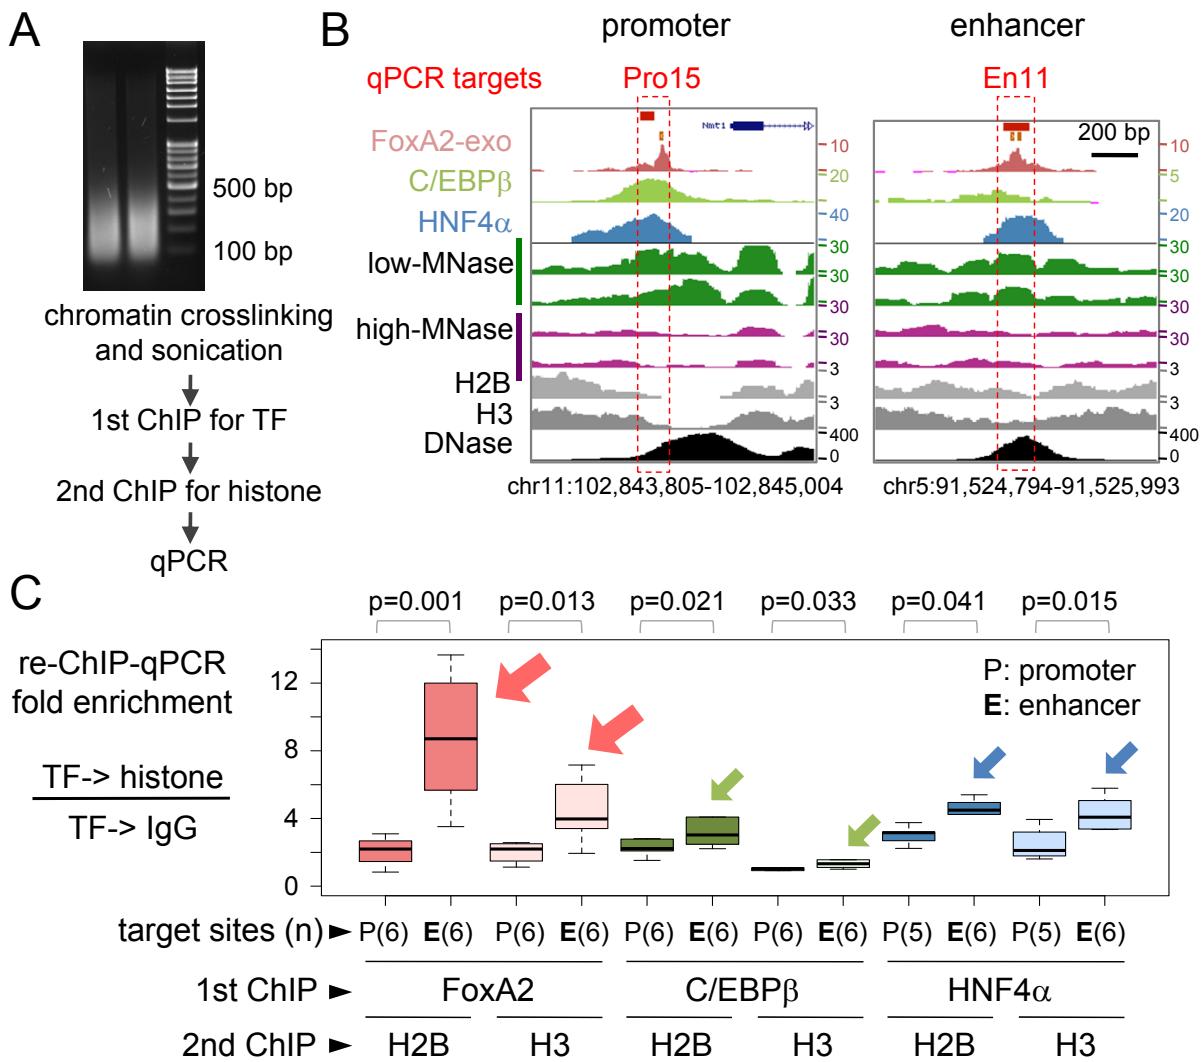 A
500 bp
100 bp
chromatin crosslinking
and sonication
1st ChIP for TF
2nd ChIP for histone
qPCR
B
promoter
enhancer
qPCR targets
Pro15
En11
Nmt1
200 bp
FoxA2-exo
10
10
C/EBPβ
20
5
HNF4α
40
20
low-MNase
30
30
30
30
high-MNase
30
30
30
30
H2B
3
3
H3
3
3
DNase
400
400
0
0
chr11:102,843,805-102,845,004
chr5:91,524,794-91,525,993
C
p=0.001
p=0.013
p=0.021
p=0.033
p=0.041
p=0.015
re-ChIP-qPCR
fold enrichment
TF-> histone
TF-> IgG
12
8
4
0
P: promoter
E: enhancer
target sites (n) ► P(6) E(6) P(6) E(6) P(6) E(6) P(6) E(6) P(5) E(6) P(5) E(6)
1st ChIP ► FoxA2 C/EBPβ HNF4α
2nd ChIP ► H2B H3 H2B H3 H2B H3